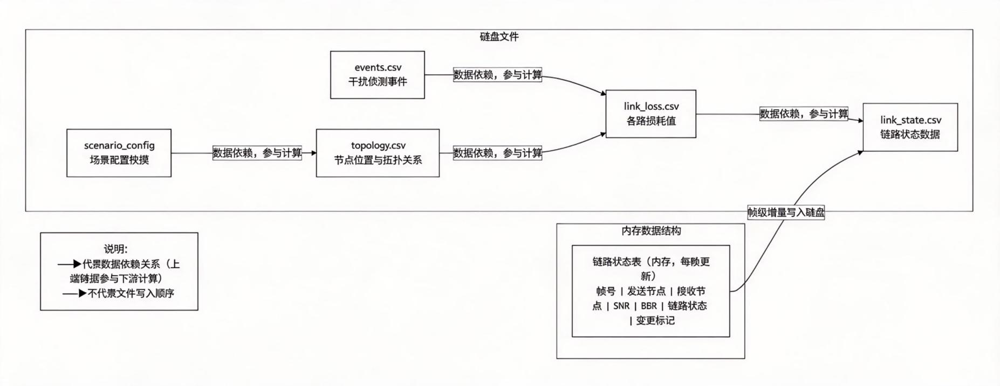 磁盘文件
events.csv
干扰侦测事件
数据依赖，参与计算
link_loss.csv
各路损耗值
数据依赖，参与计算
link_state.csv
链路状态数据
scenario_config
场景配置抉摸
数据依赖，参与计算
topology.csv
节点位置与拓扑关系
数据依赖，参与计算
帧级增量写入磁盘
内存数据结构
链路状态表（内存，每帧更
新）
帧号 | 发送节点 | 接收节
点 | SNR | BBR | 链路状态
| 变更标记
说明:
代景数据依赖关系（上
端据参与下游计算）
不代贵文件写入顺序